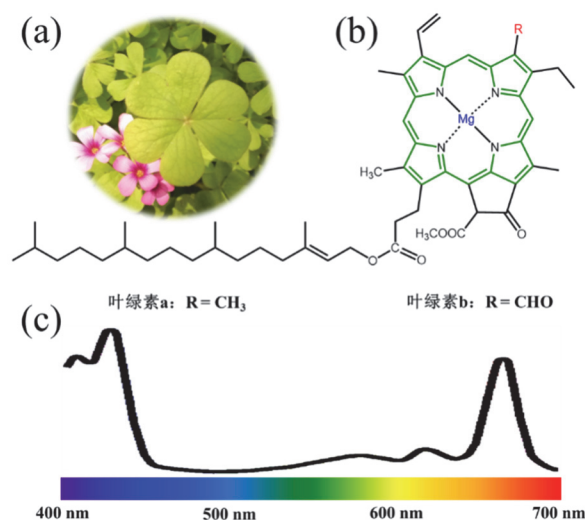 (a)
(b)
R
N
N
Mg
N
N
H₃C
O
O
H₃COOC
O
叶绿素a：R=CH₃
叶绿素b：R=CHO
(c)
400 nm
500 nm
600 nm
700 nm